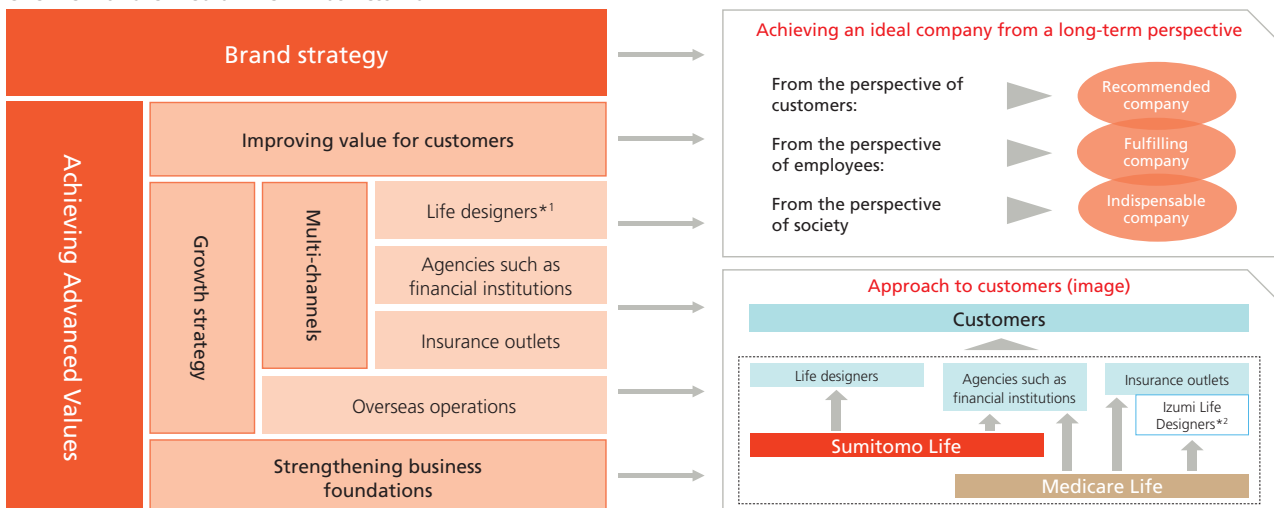 Brand strategy
Achieving Advanced Values
Improving value for customers
Growth strategy
Multi-channels
Life designers*1
Agencies such as
financial institutions
Insurance outlets
Overseas operations
Strengthening business
foundations
Achieving an ideal company from a long-term perspective
From the perspective of
customers:
Recommended
company
From the perspective
of employees:
Fulfilling
company
From the perspective
of society
Indispensable
company
Approach to customers (image)
Customers
Life designers
Agencies such as
financial institutions
Insurance outlets
Izumi Life
Designers*2
Sumitomo Life
Medicare Life